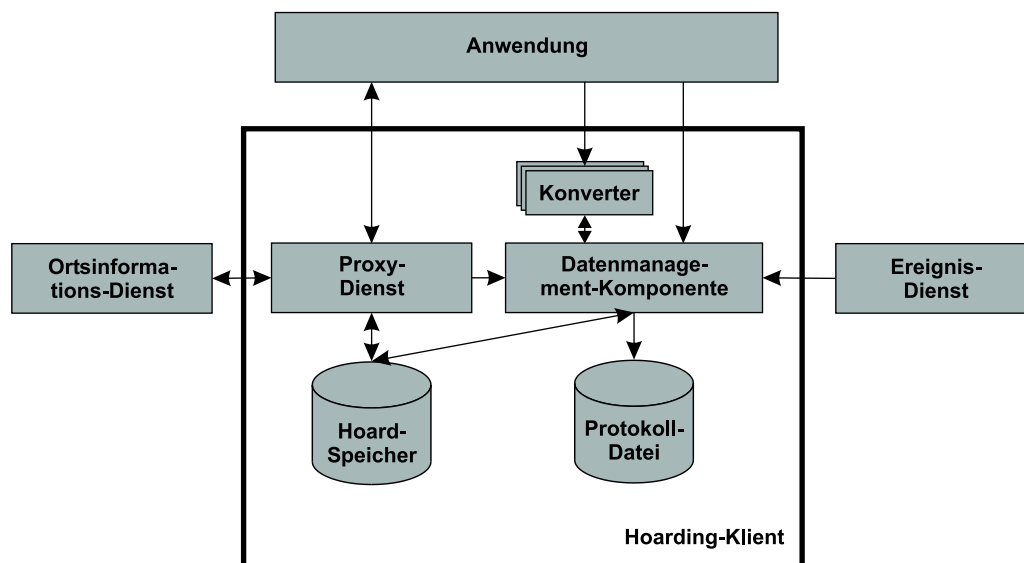 Anwendung
Konverter
Ortsinforma-
tions-Dienst
Proxy-
Dienst
Datenmanage-
ment-Komponente
Ereignis-
Dienst
Hoard-
Speicher
Protokoll-
Datei
Hoarding-Klient